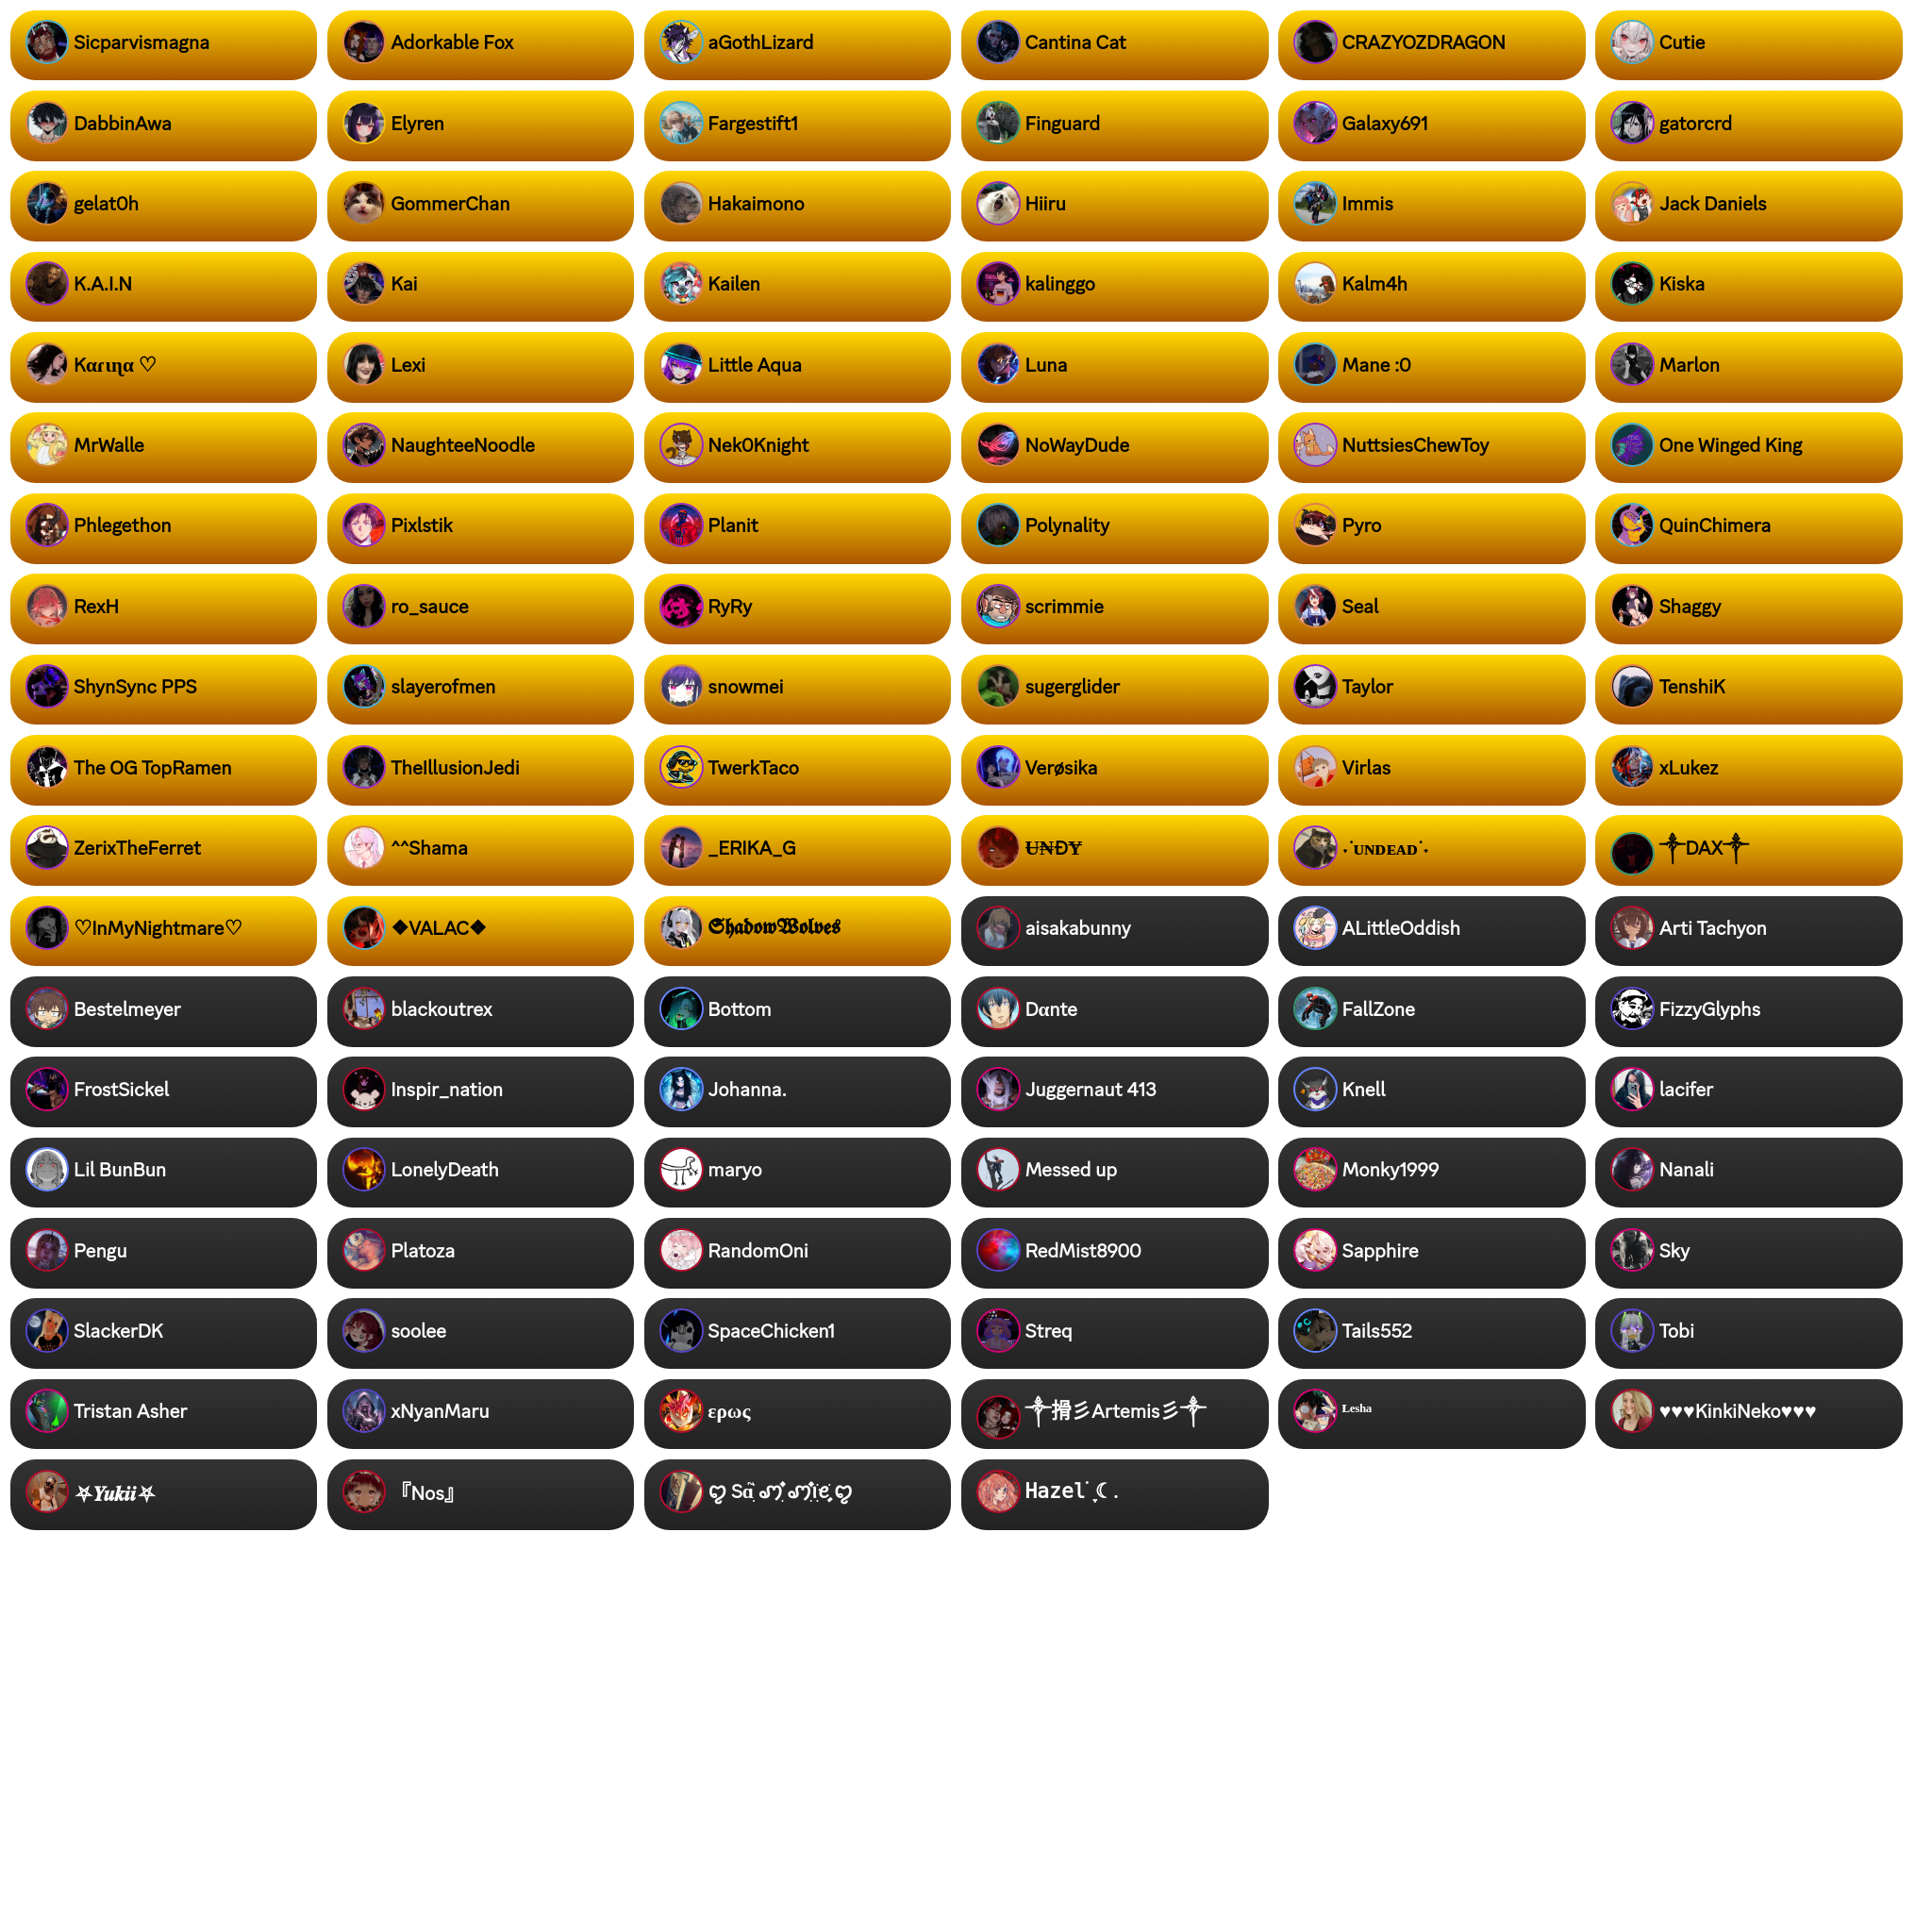 Sicparvismagna
Adorkable Fox
aGothLizard
Cantina Cat
CRAZYOZDRAGON
Cutie
DabbinAwa
Elyren
Fargestift1
Finguard
Galaxy691
gatorcrd
gelat0h
GommerChan
Hakaimono
Hiiru
Immis
Jack Daniels
K.A.I.N
Kai
Kailen
kalinggo
Kalm4h
Kiska
Kαɾιηα ♡
Lexi
Little Aqua
Luna
Mane :0
Marlon
MrWalle
NaughteeNoodle
Nek0Knight
NoWayDude
NuttsiesChewToy
One Winged King
Phlegethon
Pixlstik
Planit
Polynality
Pyro
QuinChimera
RexH
ro_sauce
RyRy
scrimmie
Seal
Shaggy
ShynSync PPS
slayerofmen
snowmei
sugerglider
Taylor
TenshiK
The OG TopRamen
TheIllusionJedi
TwerkTaco
Verøsika
Virlas
xLukez
ZerixTheFerret
^^Shama
_ERIKA_G
U̶₦ĐɎ
˖˙ᴜɴᴅᴇᴀᴅ˙˖
⸸DAX⸸
♡InMyNightmare♡
❖VALAC❖
𝕾𝖍𝖆𝖉𝖔𝖜𝖂𝖔𝖑𝖛𝖊𝖘
aisakabunny
ALittleOddish
Arti Tachyon
Bestelmeyer
blackoutrex
Bottom
Dαnte
FallZone
FizzyGlyphs
FrostSickel
Inspir_nation
Johanna.
Juggernaut 413
Knell
lacifer
Lil BunBun
LonelyDeath
maryo
Messed up
Monky1999
Nanali
Pengu
Platoza
RandomOni
RedMist8900
Sapphire
Sky
SlackerDK
soolee
SpaceChicken1
Streq
Tails552
Tobi
Tristan Asher
xNyanMaru
ερως
⸸搰彡Artemis彡⸸
ᴸᵉˢʰᵃ
♥♥♥KinkiNeko♥♥♥
⛧𝒀𝒖𝒌𝒊𝒊⛧
『Nos』
Hazel ݁ ˖☾.